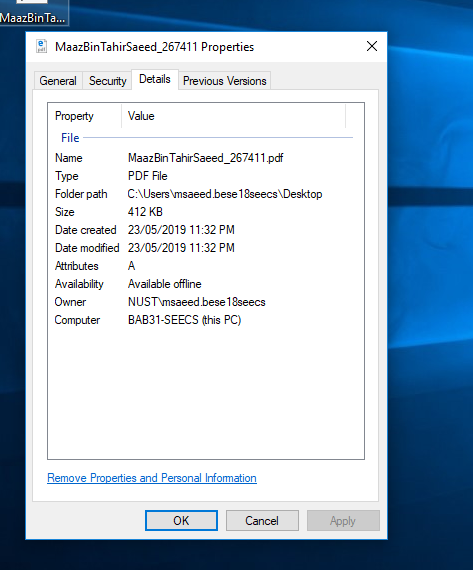 MaazBinTa...
MaazBinTahirSaeed_267411 Properties
General Security Details Previous Versions
Property Value
File
Name MaazBinTahirSaeed_267411.pdf
Type PDF File
Folder path C:\Users\msaeed.bese18seecs\Desktop
Size 412 KB
Date created 23/05/2019 11:32 PM
Date modified 23/05/2019 11:32 PM
Attributes A
Availability Available offline
Owner NUST\msaeed.bese18seecs
Computer BAB31-SEECS (this PC)
Remove Properties and Personal Information
OK Cancel Apply